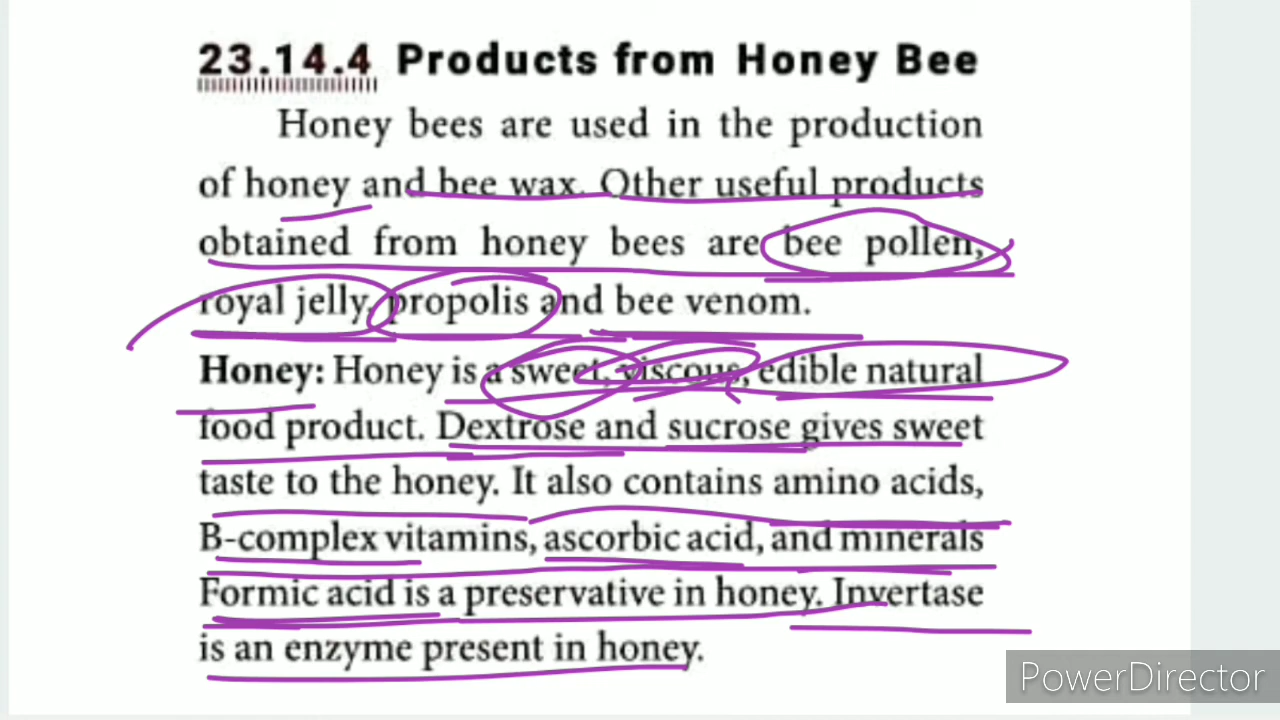 23.14.4 Products from Honey Bee
Honey bees are used in the production
of honey and bee wax. Other useful products
obtained from honey bees are bee pollen,
royal jelly, propolis and bee venom.
Honey: Honey is a sweet, viscous, edible natural
food product. Dextrose and sucrose gives sweet
taste to the honey. It also contains amino acids,
B-complex vitamins, ascorbic acid, and minerals
Formic acid is a preservative in honey. Invertase
is an enzyme present in honey.
PowerDirector